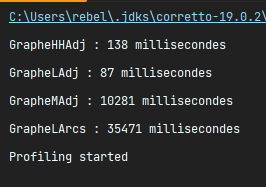 C:\Users\rebel\.jdks\corretto-19.0.2\
GrapheHHAdj : 138 millisecondes
GrapheLAdj : 87 millisecondes
GrapheMAdj : 10281 millisecondes
GrapheLArcs : 35471 millisecondes
Profiling started